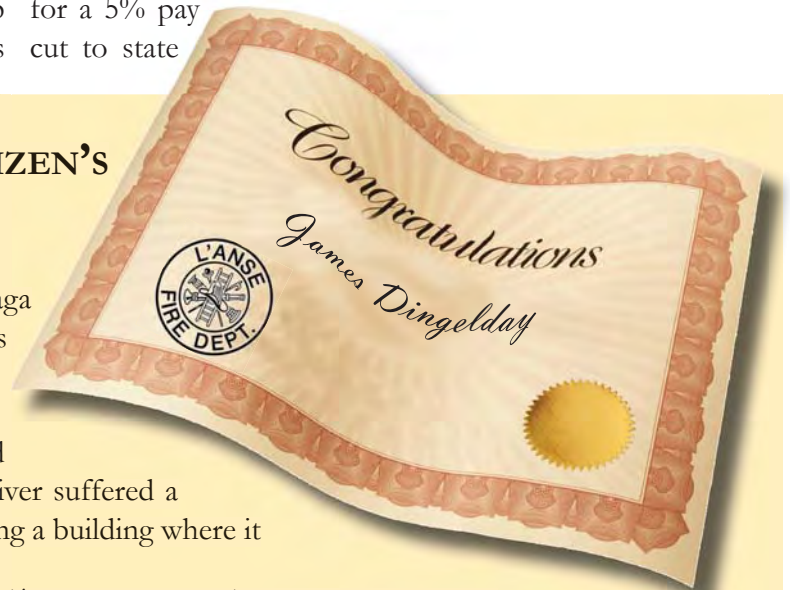 for a 5% pay
s cut to state
IZEN'S
Congratulations
James Dingelday
L'ANSE
FIRE DEPT.
aga
s
d
iver suffered a
ng a building where it